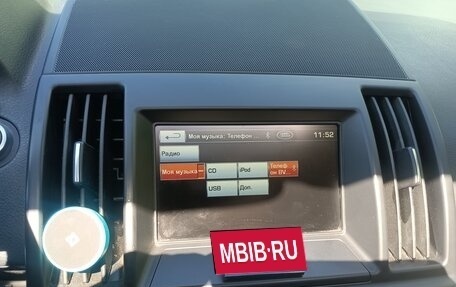 Моя музыка: Телефон ... 11:52
Радио
Моя музыка CD iPod Телеф
он BV...
USB Доп.
MBIB·RU